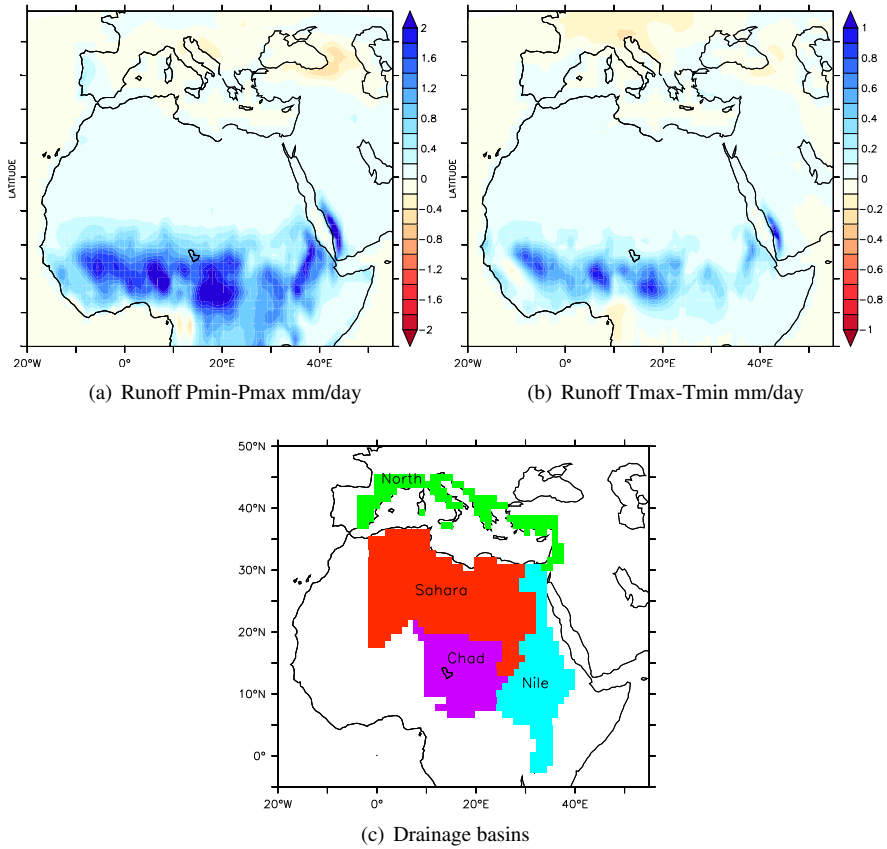 2
1.6
1.2
0.8
0.4
0
−0.4
−0.8
−1.2
−1.6
−2
LATITUDE
20°W 0° 20°E 40°E
(a) Runoff Pmin-Pmax mm/day
1
0.8
0.6
0.4
0.2
0
−0.2
−0.4
−0.6
−0.8
−1
LATITUDE
20°W 0° 20°E 40°E
(b) Runoff Tmax-Tmin mm/day
50°N
40°N
30°N
20°N
10°N
0°
North
Sahara
Chad
Nile
20°W 0° 20°E 40°E
(c) Drainage basins